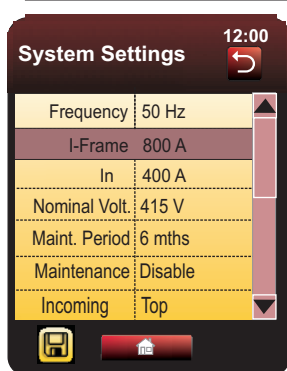 12:00
System Settings
Frequency 50 Hz
I-Frame 800 A
In 400 A
Nominal Volt. 415 V
Maint. Period 6 mths
Maintenance Disable
Incoming Top